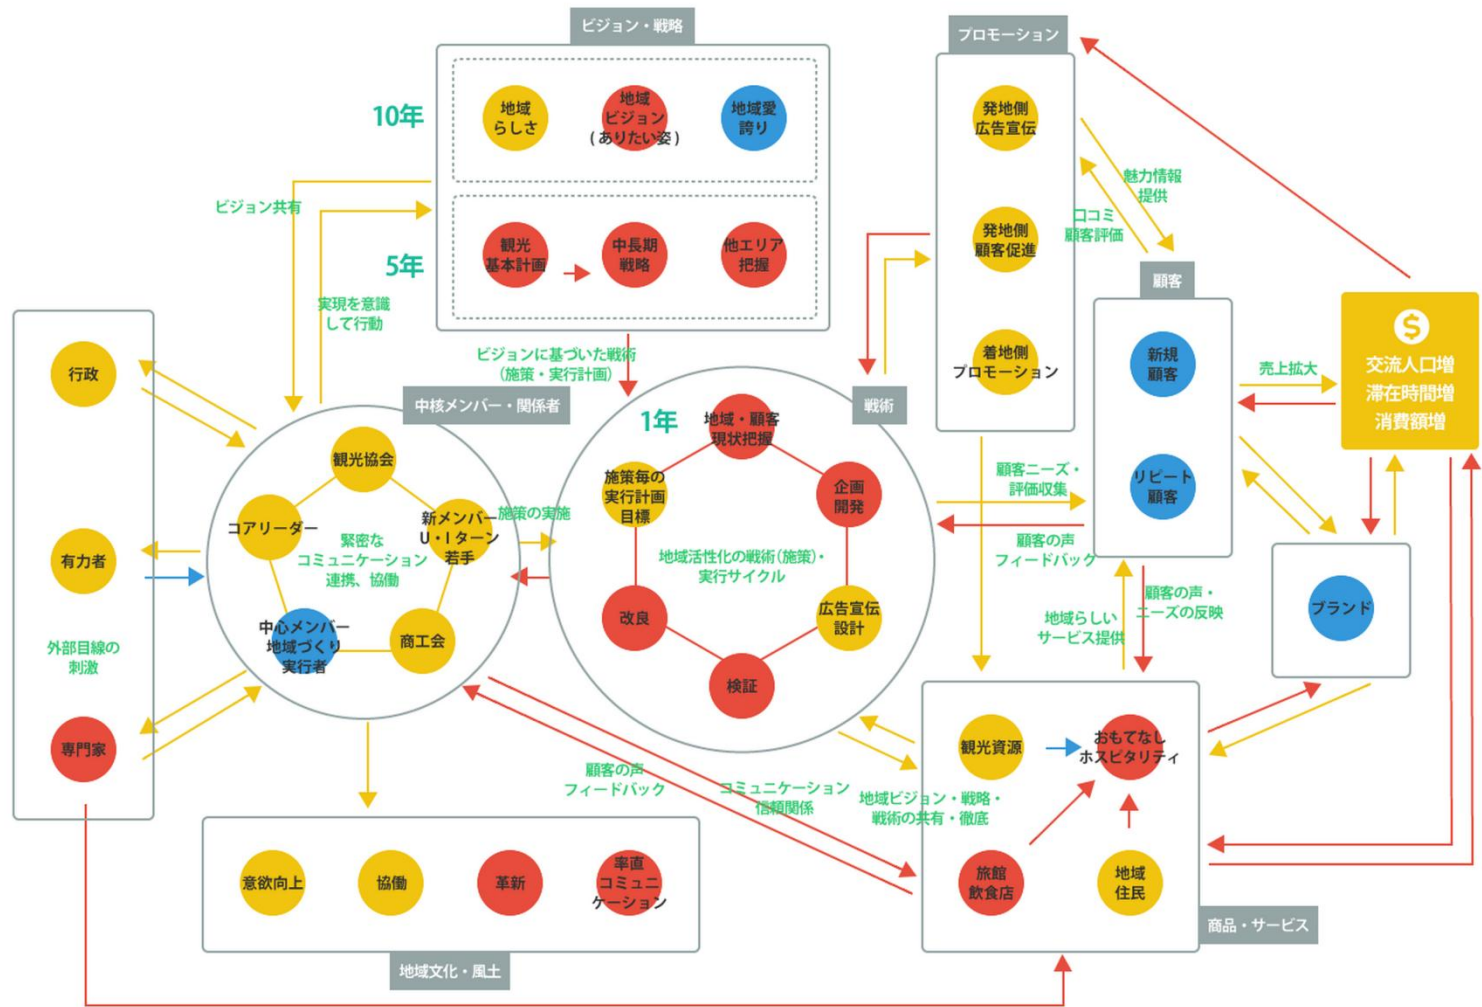 ビジョン・戦略
10年
地域
らしさ
地域
ビジョン
(ありたい姿)
地域愛
誇り
5年
観光
基本計画
中長期
戦略
他エリア
把握
ビジョン共有
実現を意識
して行動
ビジョンに基づいた戦術
(施策・実行計画)
プロモーション
発地側
広告宣伝
発地側
顧客促進
着地側
プロモーション
魅力情報
提供
口コミ
顧客評価
顧客
新規
顧客
リピート
顧客
売上拡大
$
交流人口増
滞在時間増
消費額増
行政
有力者
外部目線の
刺激
専門家
中核メンバー・関係者
観光協会
コアリーダー
新メンバー
U・Iターン
若手
緊密な
コミュニケーション
連携、協働
中心メンバー
地域づくり
実行者
商工会
施策の実施
戦術
1年
地域・顧客
現状把握
施策毎の
実行計画
目標
企画
開発
地域活性化の戦術(施策)・
実行サイクル
改良
広告宣伝
設計
検証
顧客ニーズ・
評価収集
顧客の声
フィードバック
地域らしい
サービス提供
顧客の声・
ニーズの反映
ブランド
顧客の声
フィードバック
コミュニケーション
信頼関係
地域ビジョン・戦略・
戦術の共有・徹底
観光資源
おもてなし
ホスピタリティ
旅館
飲食店
地域
住民
商品・サービス
意欲向上
協働
革新
率直
コミュニ
ケーション
地域文化・風土